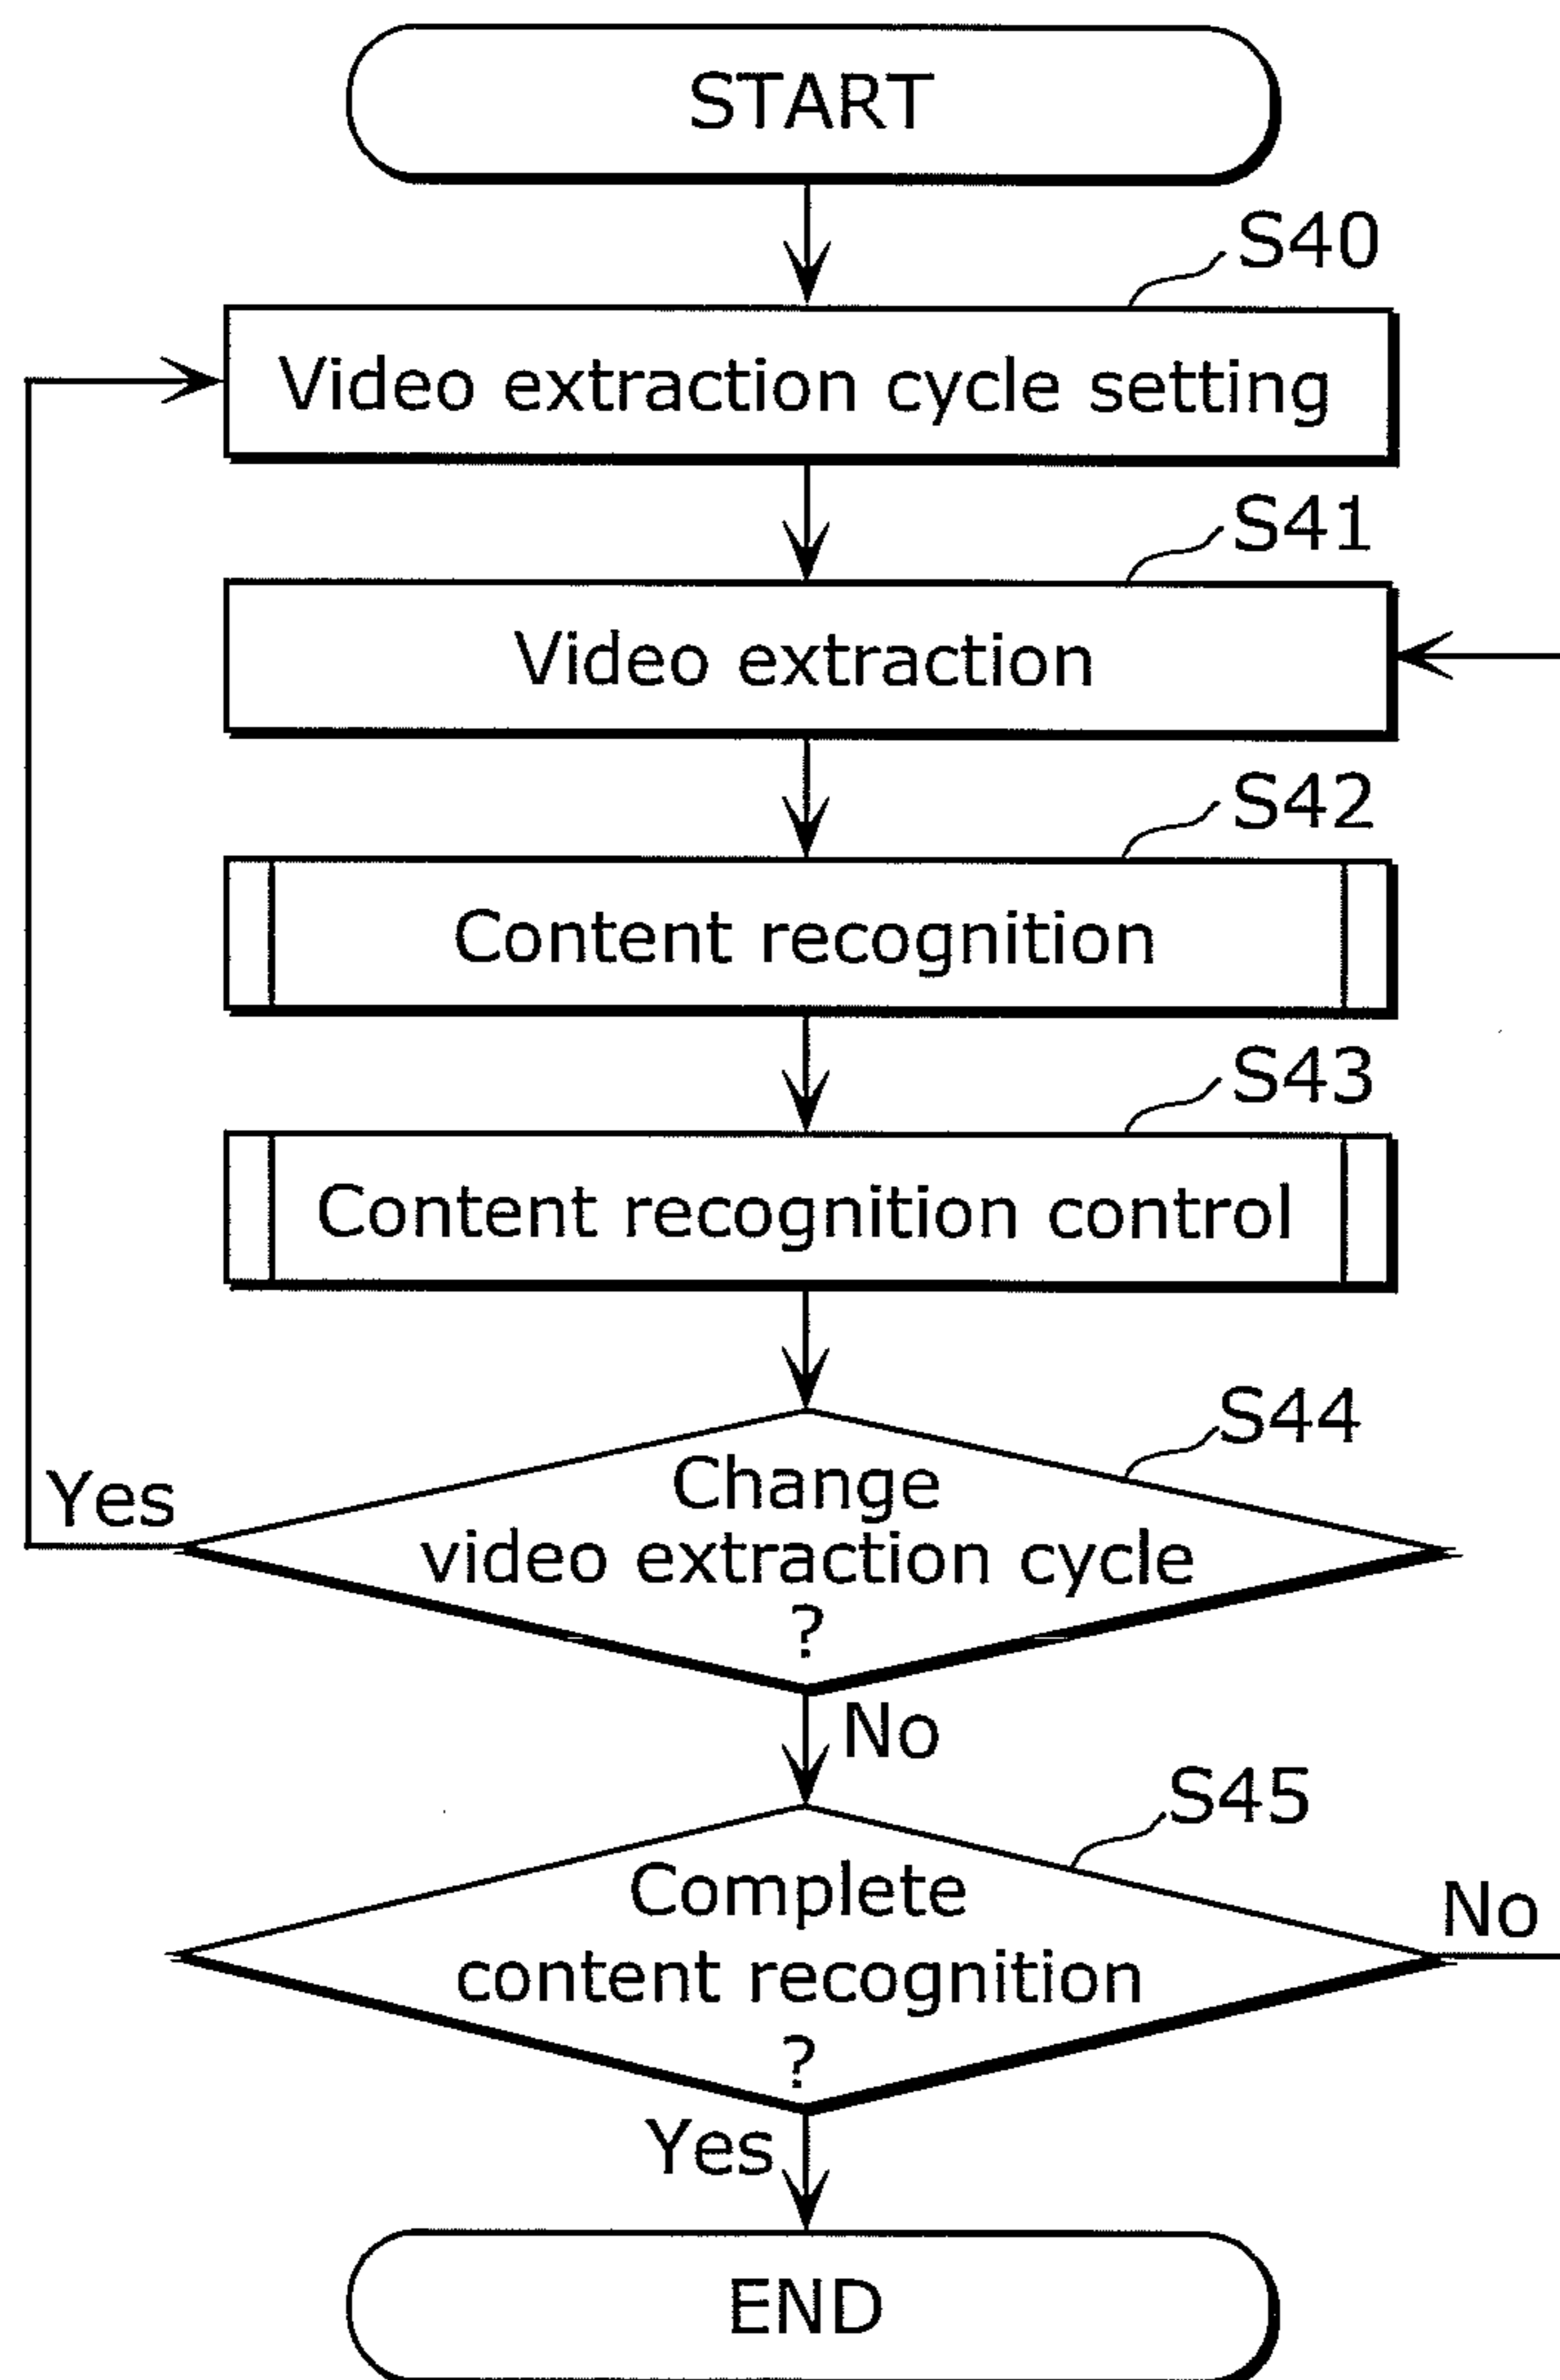 START
S40
Video extraction cycle setting
S41
Video extraction
S42
Content recognition
S43
Content recognition control
S44
Change
video extraction cycle
?
Yes
No
S45
Complete
content recognition
?
No
Yes
END